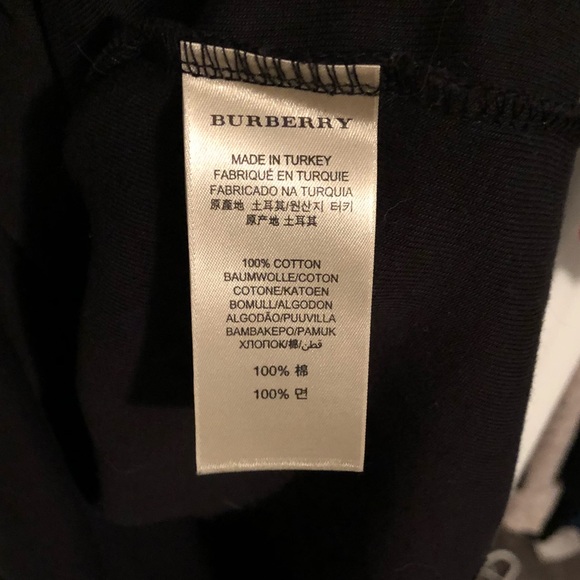 BURBERRY
MADE IN TURKEY
FABRIQUÉ EN TURQUIE
FABRICADO NA TURQUIA
原產地 土耳其/원산지 터키
原产地 土耳其
100% COTTON
BAUMWOLLE/COTON
COTONE/KATOEN
BOMULL/ALGODON
ALGODÃO/PUUVILLA
BAMBAKEPO/PAMUK
ХЛОПОК/棉/قطن
100% 棉
100% 면